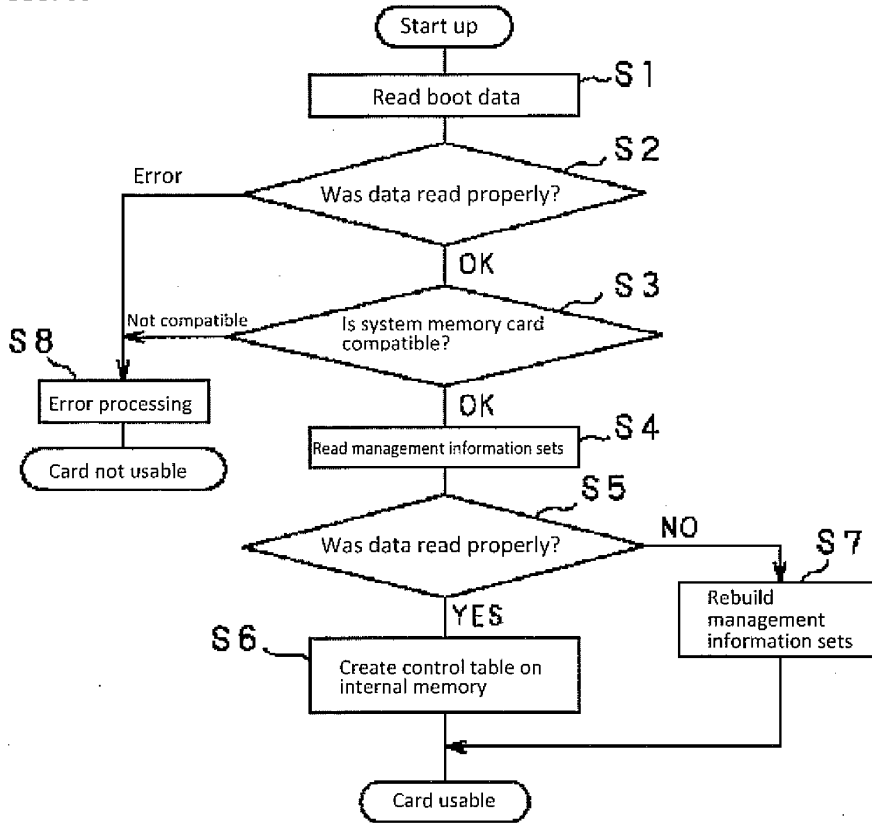 Start up
S1
Read boot data
S2
Error
Was data read properly?
OK
S3
Not compatible
Is system memory card
compatible?
S8
Error processing
OK
S4
Read management information sets
Card not usable
S5
Was data read properly?
NO
S7
YES
Rebuild
management
information sets
S6
Create control table on
internal memory
Card usable